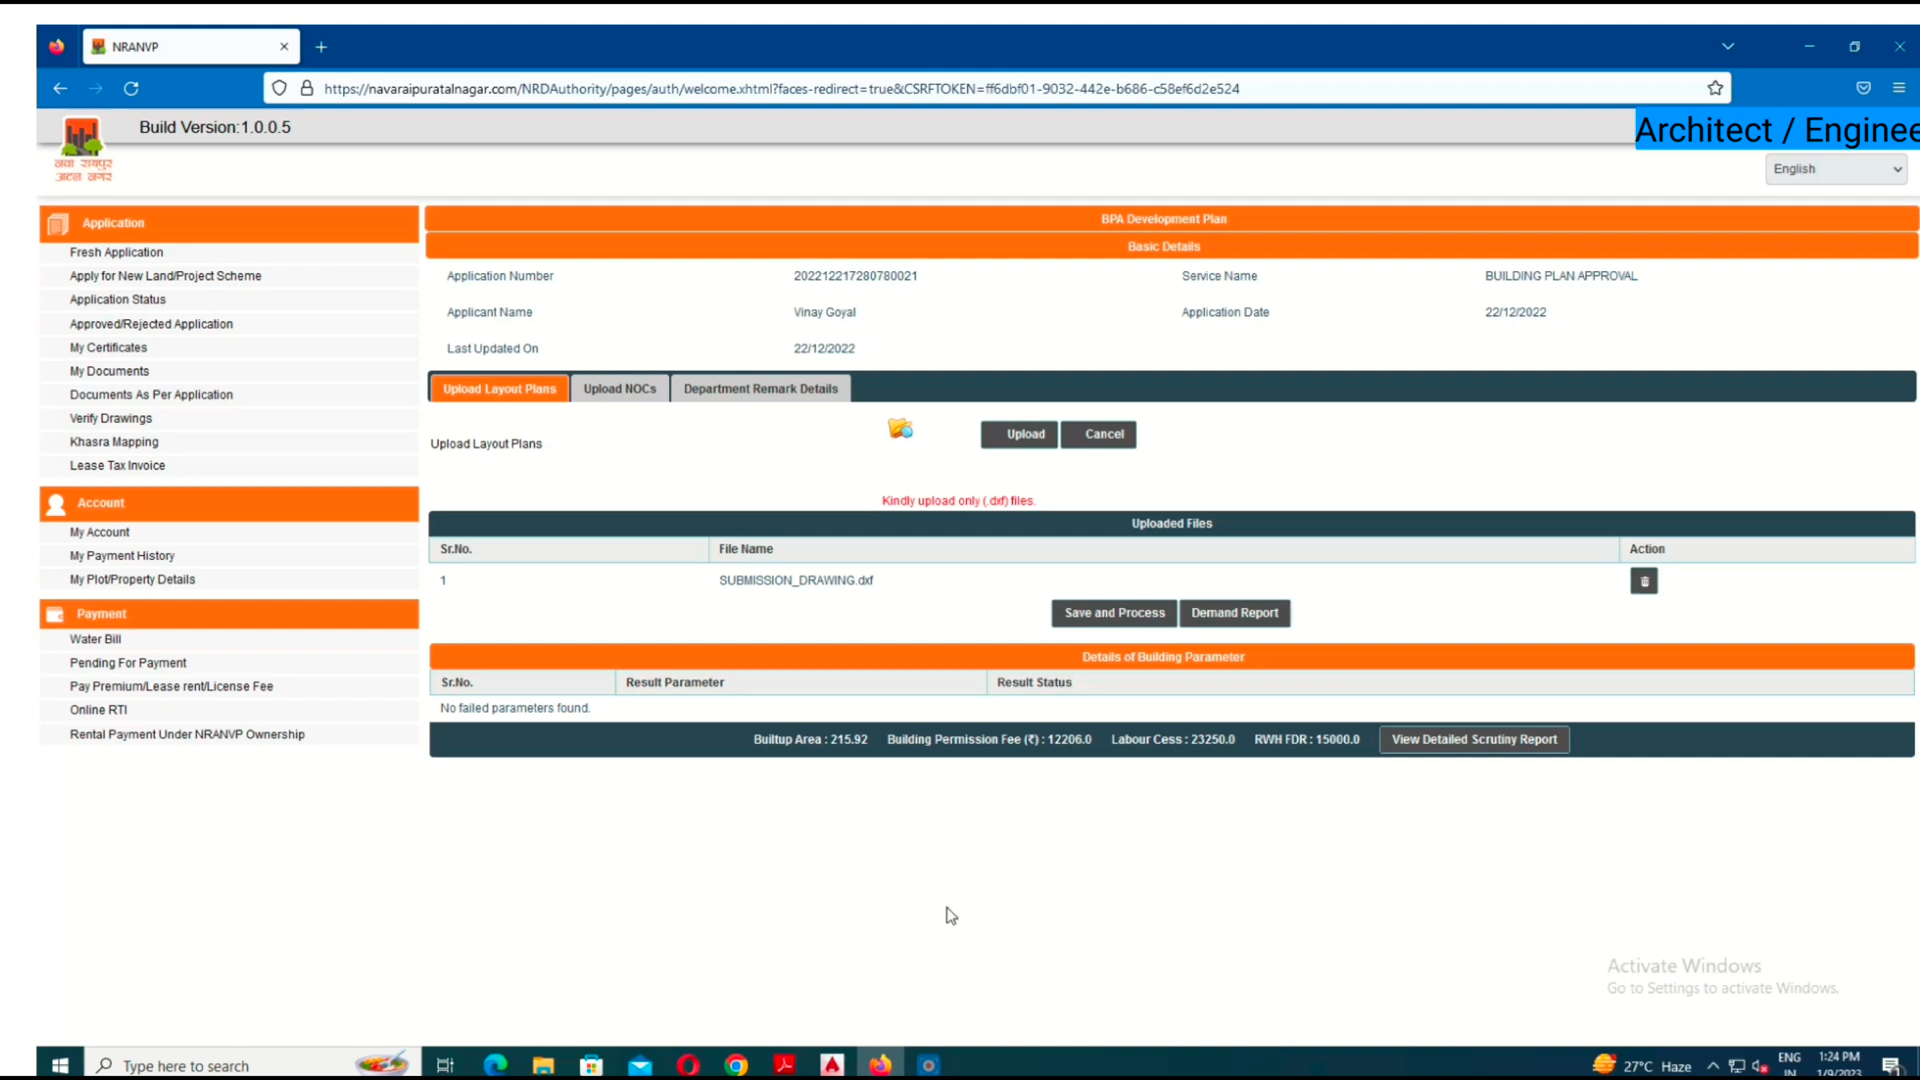 NRANVP
https://navaraipuratalnagar.com/NRDAuthority/pages/auth/welcome.xhtml?faces-redirect=true&CSRFTOKEN=ff6dbf01-9032-442e-b686-c58ef6d2e524
Build Version:1.0.0.5
Architect / Enginee
नवा रायपुर
अटल नगर
English
Application
Fresh Application
Apply for New Land/Project Scheme
Application Status
Approved/Rejected Application
My Certificates
My Documents
Documents As Per Application
Verify Drawings
Khasra Mapping
Lease Tax Invoice
Account
My Account
My Payment History
My Plot/Property Details
Payment
Water Bill
Pending For Payment
Pay Premium/Lease rent/License Fee
Online RTI
Rental Payment Under NRANVP Ownership
BPA Development Plan
Basic Details
Application Number 202212217280780021 Service Name BUILDING PLAN APPROVAL
Applicant Name Vinay Goyal Application Date 22/12/2022
Last Updated On 22/12/2022
Upload Layout Plans Upload NOCs Department Remark Details
Upload Layout Plans Upload Cancel
Kindly upload only (.dxf) files.
Uploaded Files
Sr.No. File Name Action
1 SUBMISSION_DRAWING.dxf
Save and Process Demand Report
Details of Building Parameter
Sr.No. Result Parameter Result Status
No failed parameters found.
Builtup Area : 215.92 Building Permission Fee (₹) : 12206.0 Labour Cess : 23250.0 RWH FDR : 15000.0 View Detailed Scrutiny Report
Activate Windows
Go to Settings to activate Windows.
Type here to search
27°C Haze
ENG
IN
1:24 PM
1/9/2023